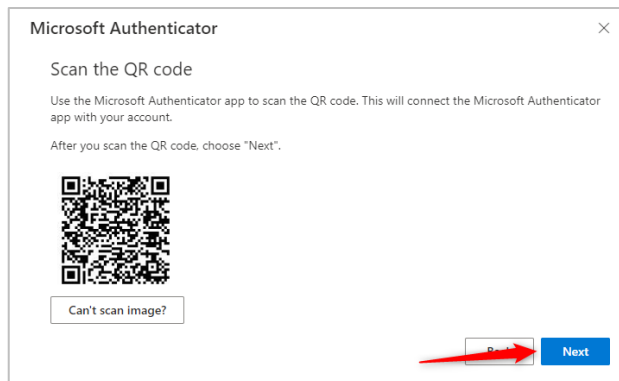 Microsoft Authenticator
Scan the QR code
Use the Microsoft Authenticator app to scan the QR code. This will connect the Microsoft Authenticator
app with your account.
After you scan the QR code, choose "Next".
Can't scan image?
Next